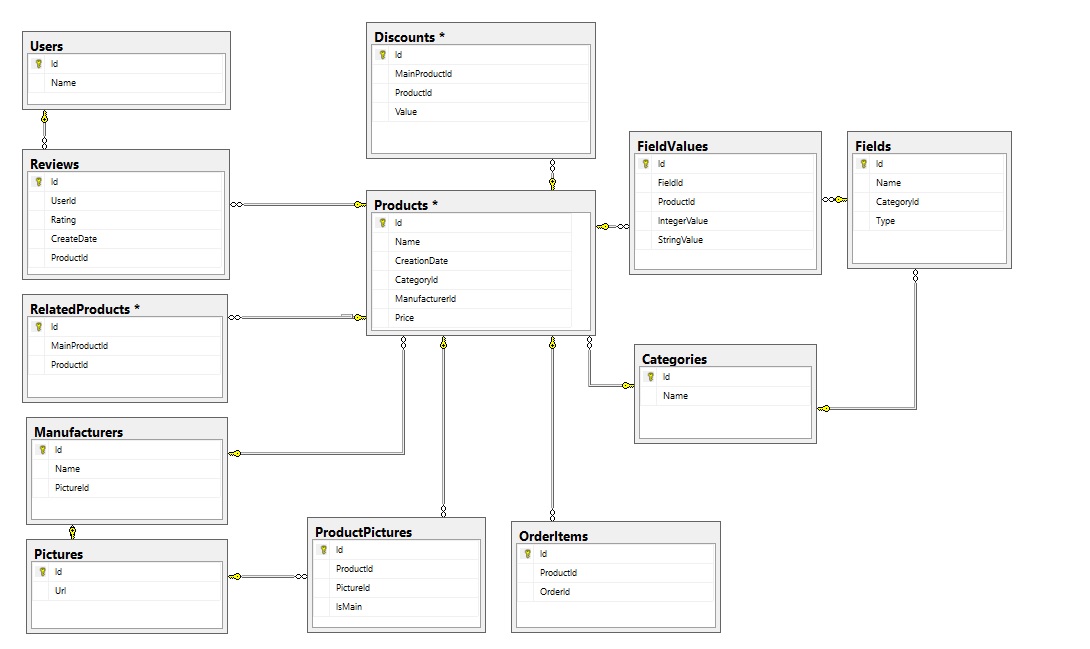 Users
Id
Name
Discounts *
Id
MainProductId
ProductId
Value
Reviews
Id
UserId
Rating
CreateDate
ProductId
Products *
Id
Name
CreationDate
CategoryId
ManufacturerId
Price
FieldValues
Id
FieldId
ProductId
IntegerValue
StringValue
Fields
Id
Name
CategoryId
Type
RelatedProducts *
Id
MainProductId
ProductId
Categories
Id
Name
Manufacturers
Id
Name
PictureId
Pictures
Id
Url
ProductPictures
Id
ProductId
PictureId
IsMain
OrderItems
Id
ProductId
OrderId